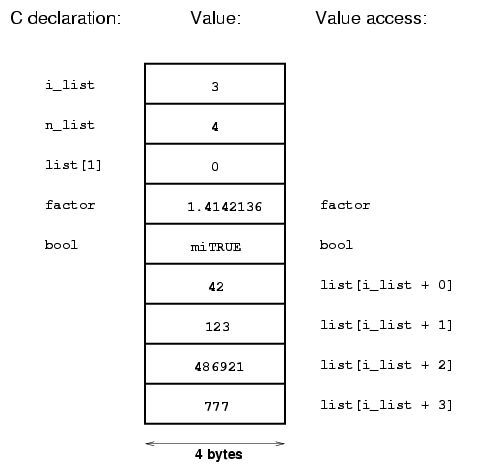 C declaration: Value: Value access:
i_list 3
n_list 4
list[1] 0
factor 1.4142136 factor
bool miTRUE bool
42 list[i_list + 0]
123 list[i_list + 1]
486921 list[i_list + 2]
777 list[i_list + 3]
4 bytes